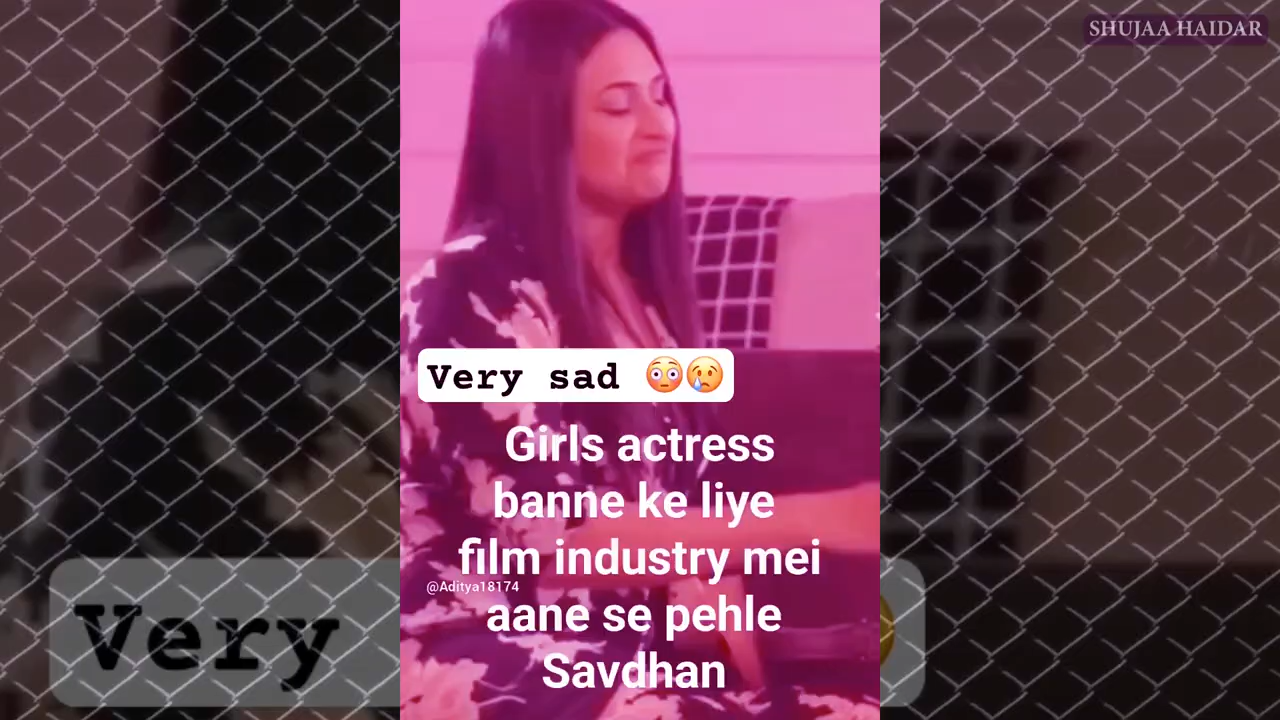 SHUJAA HAIDAR
Very sad 😳😢
Girls actress
banne ke liye
film industry mei
@Aditya18174
aane se pehle
Savdhan
Very